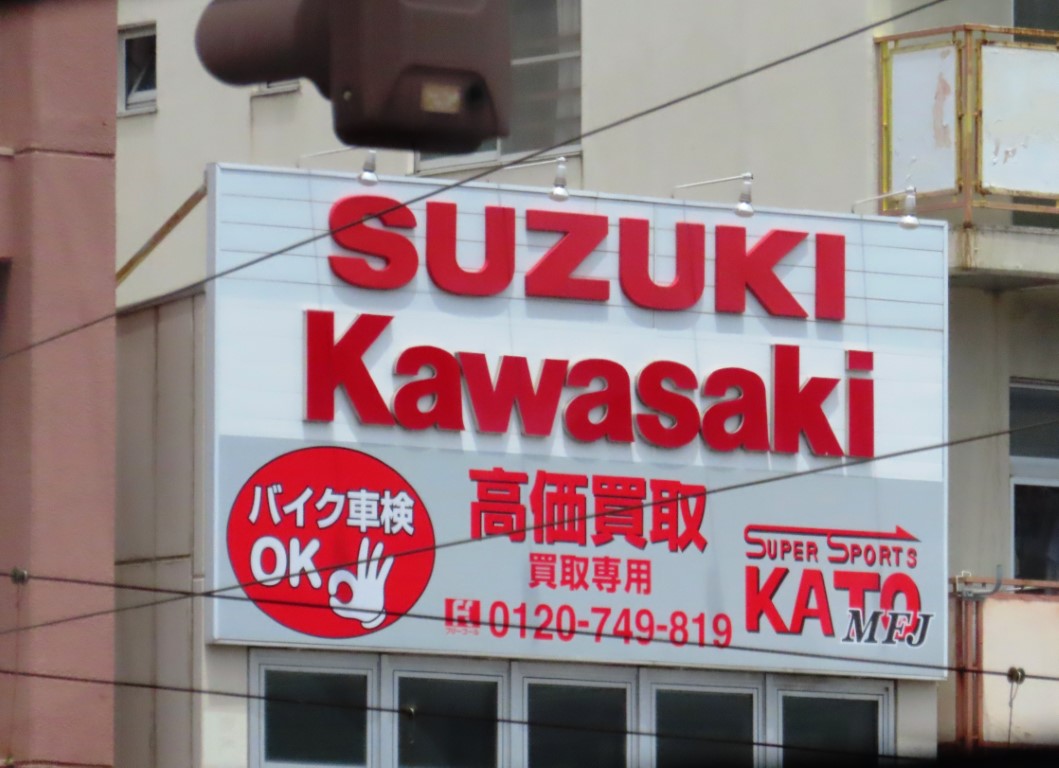 SUZUKI
Kawasaki
バイク車検
OK
高価買取
買取専用
0120-749-819
SUPER SPORTS
KATO
MFJ